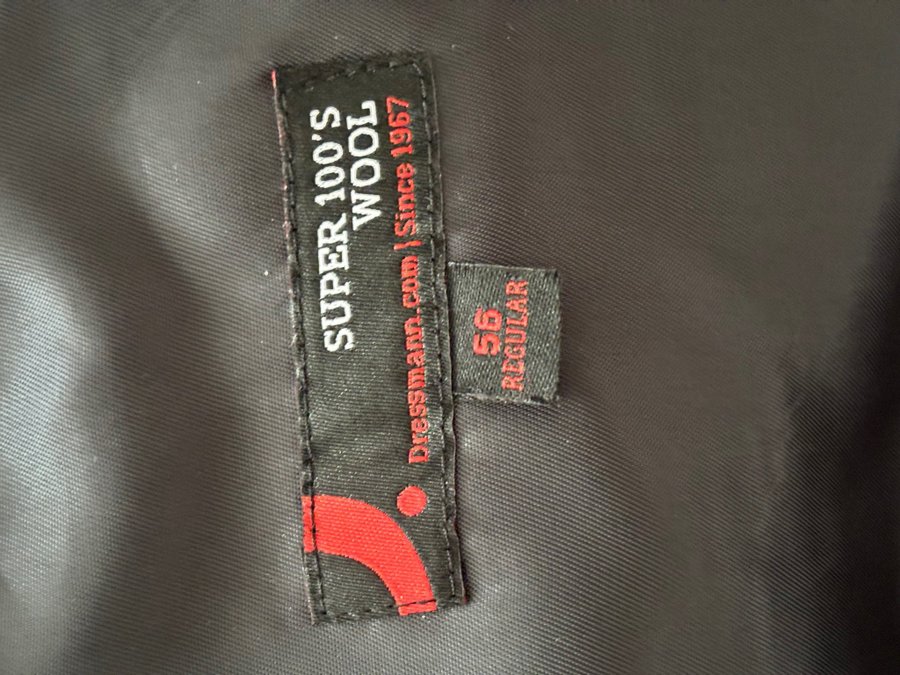 SUPER 100'S
WOOL
Dressmann.com | Since 1967
56
REGULAR